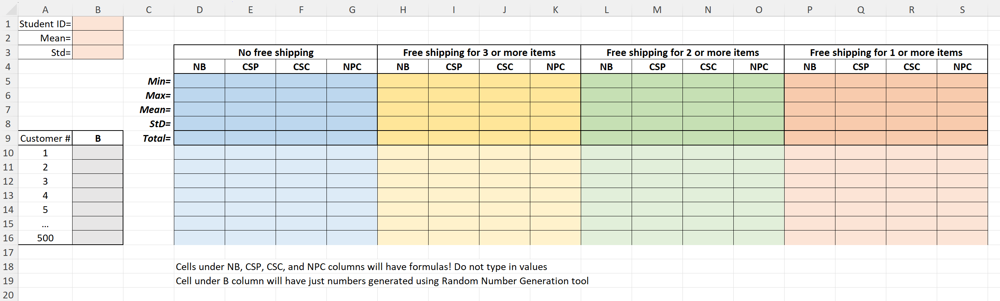 A B C D E F G H I J K L M N O P Q R S
1 Student ID=
2 Mean=
3 Std= No free shipping Free shipping for 3 or more items Free shipping for 2 or more items Free shipping for 1 or more items
4 NB CSP CSC NPC NB CSP CSC NPC NB CSP CSC NPC NB CSP CSC NPC
5 Min=
6 Max=
7 Mean=
8 StD=
9 Customer # B Total=
10 1
11 2
12 3
13 4
14 5
15 ...
16 500
17
18 Cells under NB, CSP, CSC, and NPC columns will have formulas! Do not type in values
19 Cell under B column will have just numbers generated using Random Number Generation tool
20